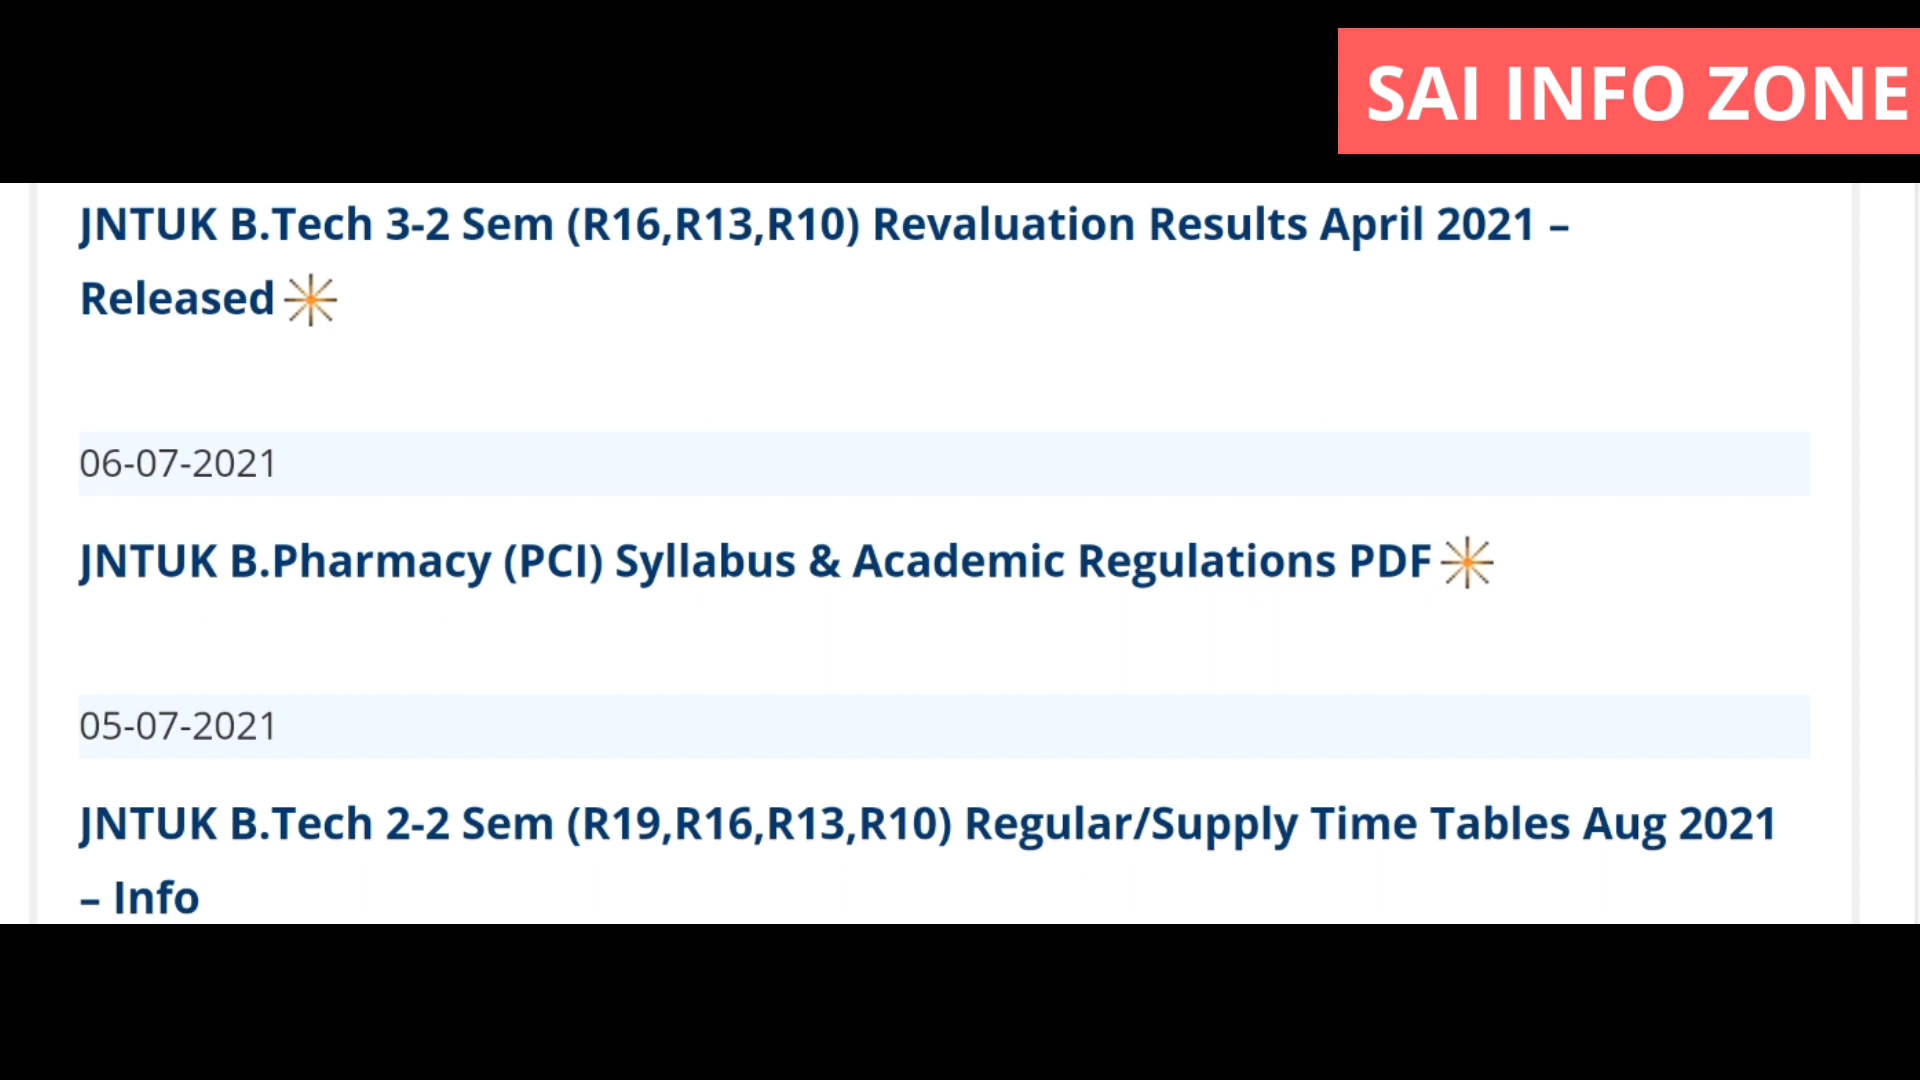 SAI INFO ZONE
JNTUK B.Tech 3-2 Sem (R16,R13,R10) Revaluation Results April 2021 –
Released
06-07-2021
JNTUK B.Pharmacy (PCI) Syllabus & Academic Regulations PDF
05-07-2021
JNTUK B.Tech 2-2 Sem (R19,R16,R13,R10) Regular/Supply Time Tables Aug 2021
– Info